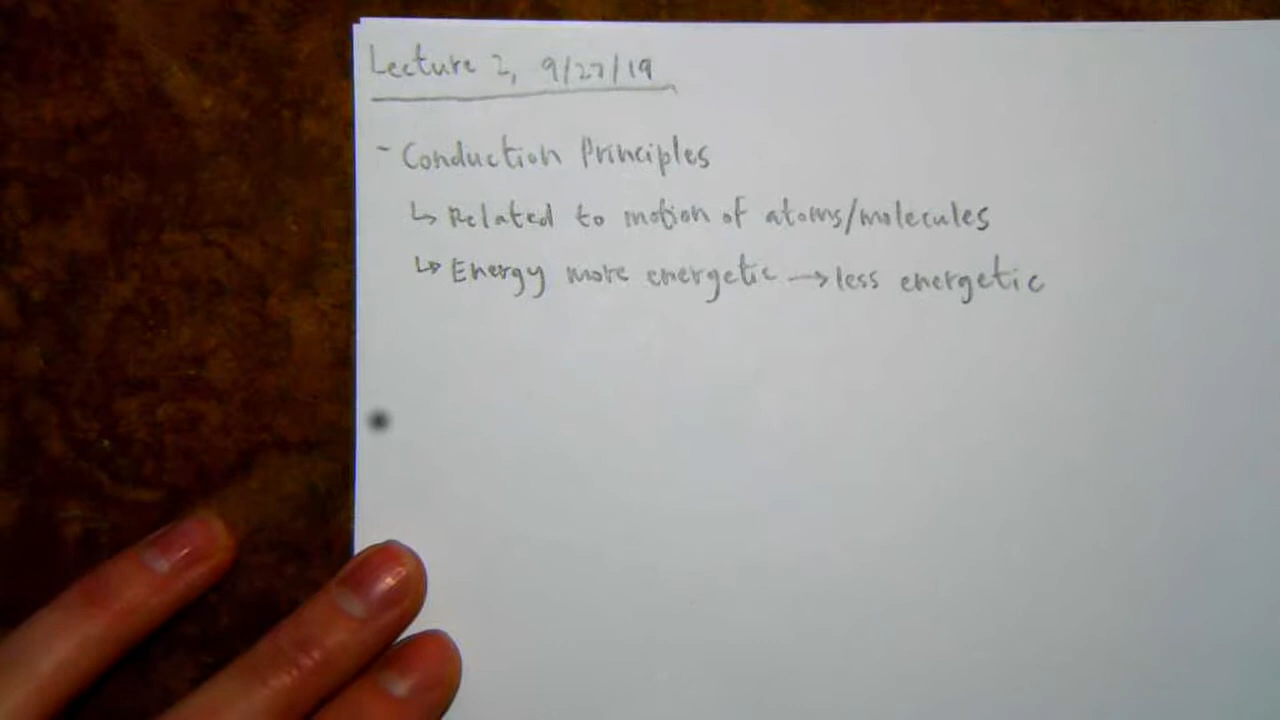 Lecture 2, 9/27/19
- Conduction Principles
↳ Related to motion of atoms/molecules
↳ Energy more energetic → less energetic